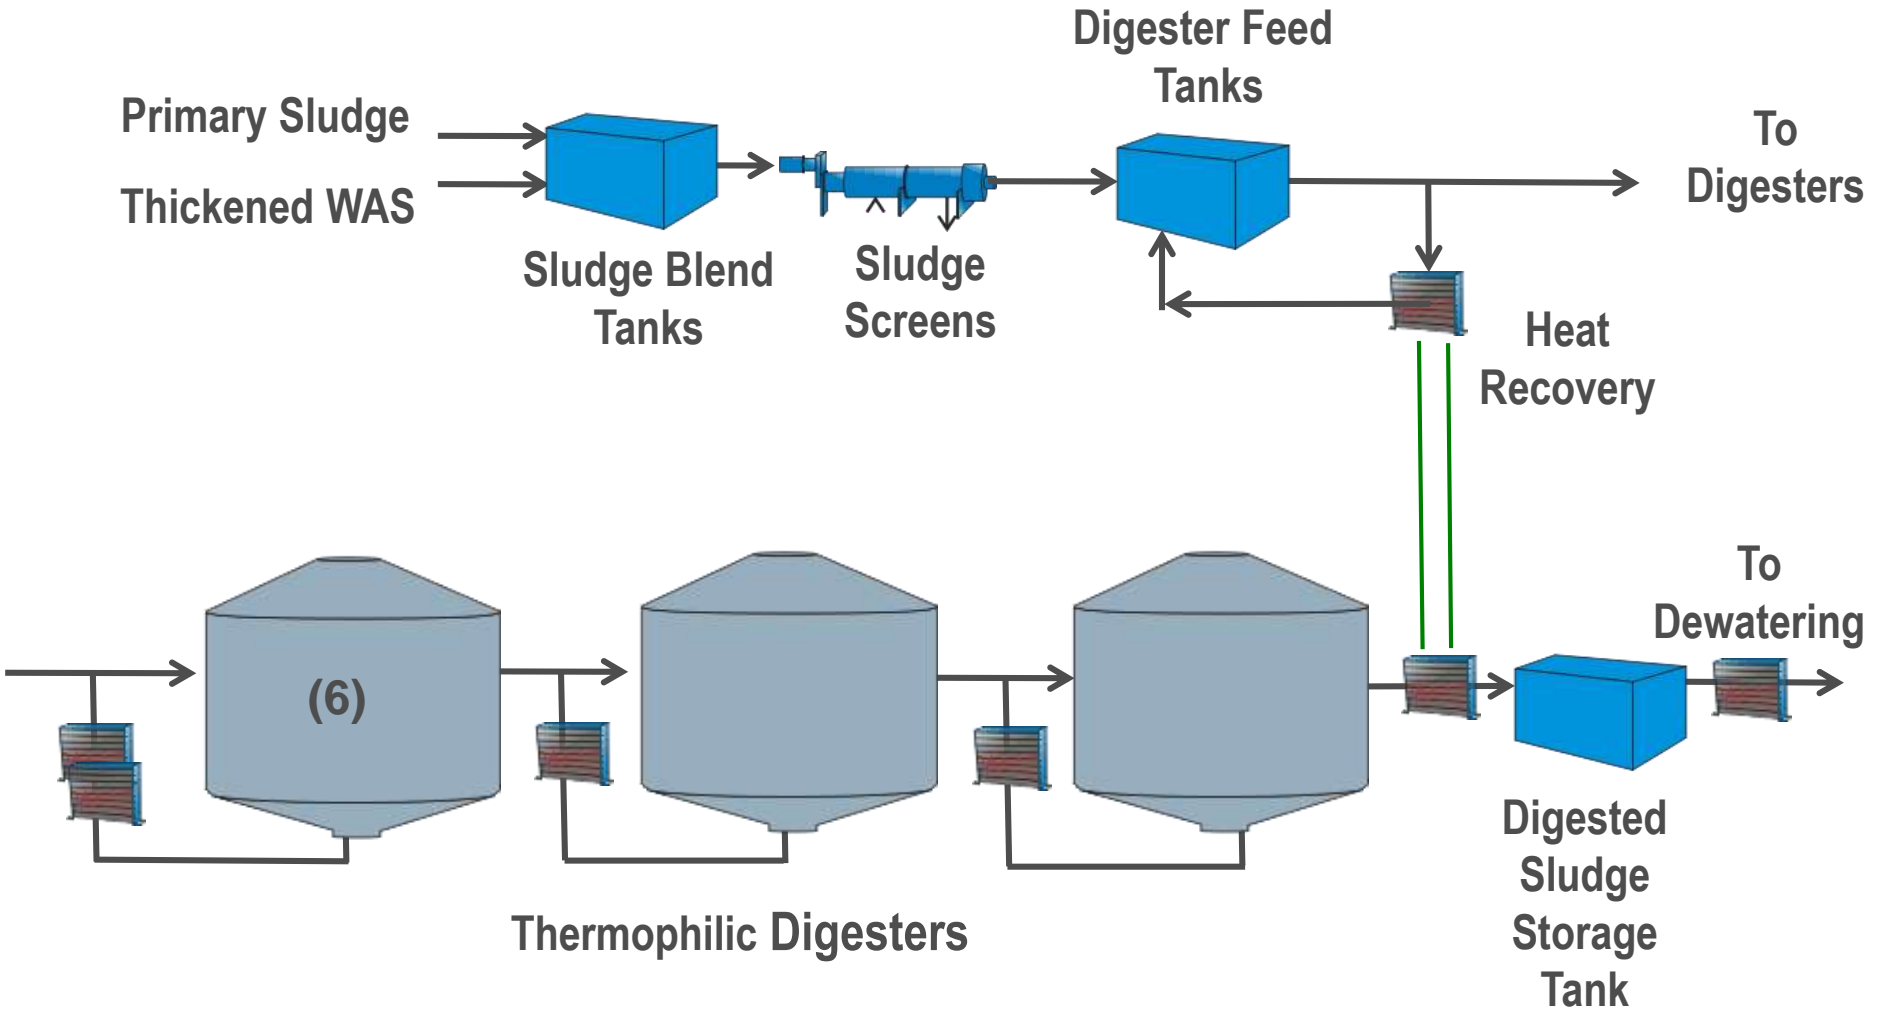 Digester Feed
Tanks
Primary Sludge
Thickened WAS
To
Digesters
Sludge Blend
Tanks
Sludge
Screens
Heat
Recovery
To
Dewatering
(6)
Digested
Sludge
Storage
Tank
Thermophilic Digesters